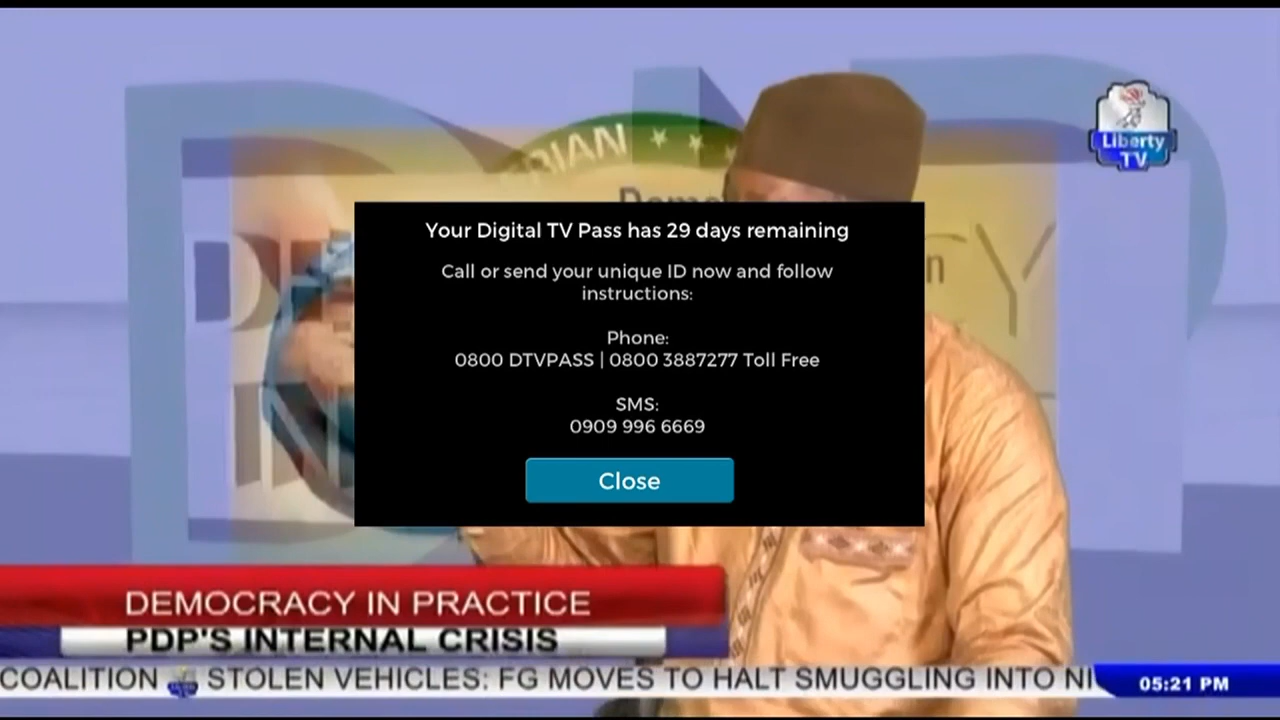 Liberty
TV
Your Digital TV Pass has 29 days remaining
Call or send your unique ID now and follow
instructions:
Phone:
0800 DTVPASS | 0800 3887277 Toll Free
SMS:
0909 996 6669
Close
DEMOCRACY IN PRACTICE
PDP'S INTERNAL CRISIS
COALITION STOLEN VEHICLES: FG MOVES TO HALT SMUGGLING INTO NI
05:21 PM